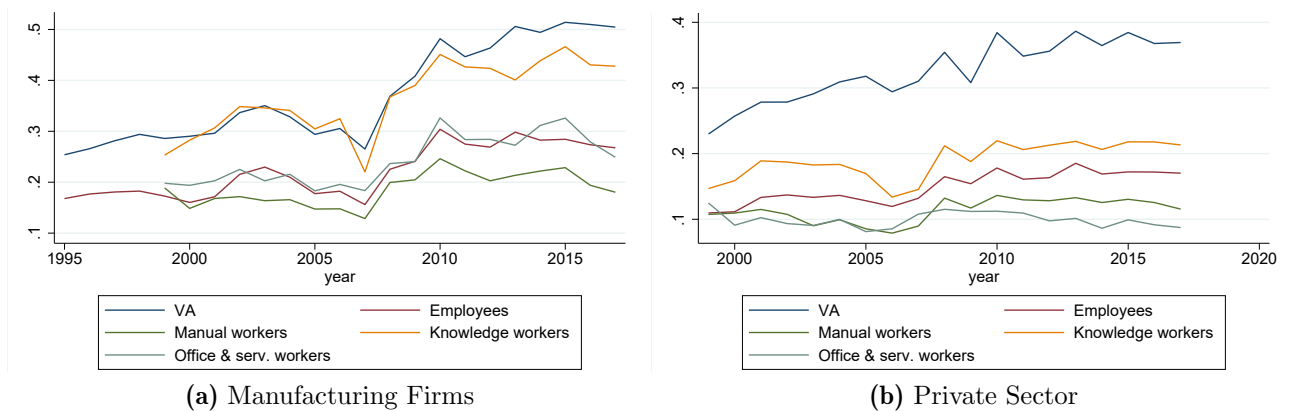 .5
.4
.3
.2
.1
1995 2000 2005 2010 2015
year
VA Employees
Manual workers Knowledge workers
Office & serv. workers
(a) Manufacturing Firms
.4
.3
.2
.1
2000 2005 2010 2015 2020
year
VA Employees
Manual workers Knowledge workers
Office & serv. workers
(b) Private Sector